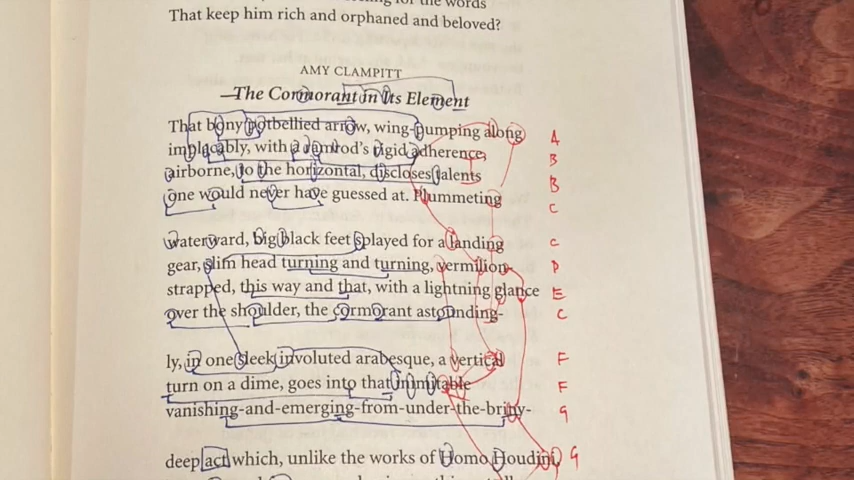 for the words
That keep him rich and orphaned and beloved?
AMY CLAMPITT
—The Cormorant in Its Element
That bony potbellied arrow, wing-pumping along A
implacably, with a ramrod's rigid adherence, B
airborne, to the horizontal, discloses talents B
one would never have guessed at. Plummeting C
waterward, big black feet splayed for a landing C
gear, slim head turning and turning, vermilion- D
strapped, this way and that, with a lightning glance E
over the shoulder, the cormorant astounding- C
ly, in one sleek involuted arabesque, a vertical F
turn on a dime, goes into that inimitable F
vanishing-and-emerging-from-under-the-briny- G
deep act which, unlike the works of Homo Houdini, G